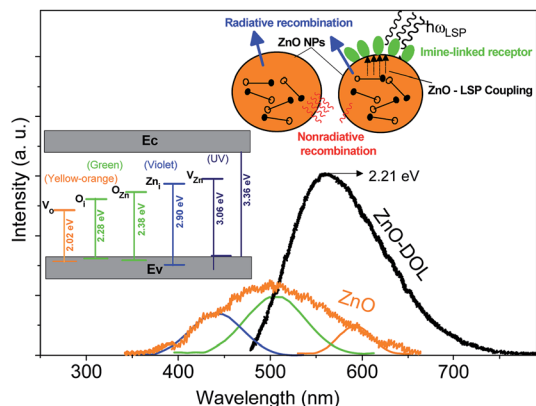 Radiative recombination
ħω_LSP
ZnO NPs
Imine-linked receptor
ZnO - LSP Coupling
Nonradiative
recombination
Ec
(Yellow-orange)
(Green)
(Violet)
(UV)
V_o
O_i
O_Zn
Zn_i
V_Zn
2.02 eV
2.28 eV
2.38 eV
2.90 eV
3.06 eV
3.36 eV
Ev
2.21 eV
ZnO-DOL
ZnO
Intensity (a. u.)
300 400 500 600 700
Wavelength (nm)